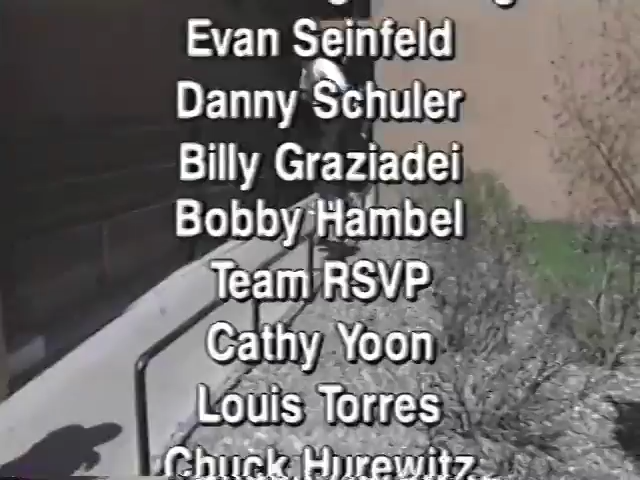 Evan Seinfeld
Danny Schuler
Billy Graziadei
Bobby Hambel
Team RSVP
Cathy Yoon
Louis Torres
Chuck Hurewitz